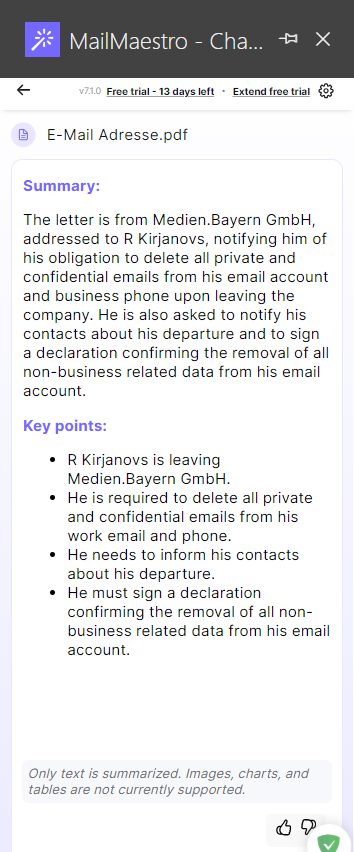 MailMaestro - Cha...
v7.1.0 Free trial - 13 days left · Extend free trial
E-Mail Adresse.pdf
Summary:
The letter is from Medien.Bayern GmbH,
addressed to R Kirjanovs, notifying him of
his obligation to delete all private and
confidential emails from his email account
and business phone upon leaving the
company. He is also asked to notify his
contacts about his departure and to sign
a declaration confirming the removal of all
non-business related data from his email
account.
Key points:
• R Kirjanovs is leaving
Medien.Bayern GmbH.
• He is required to delete all private
and confidential emails from his
work email and phone.
• He needs to inform his contacts
about his departure.
• He must sign a declaration
confirming the removal of all non-
business related data from his email
account.
Only text is summarized. Images, charts, and
tables are not currently supported.